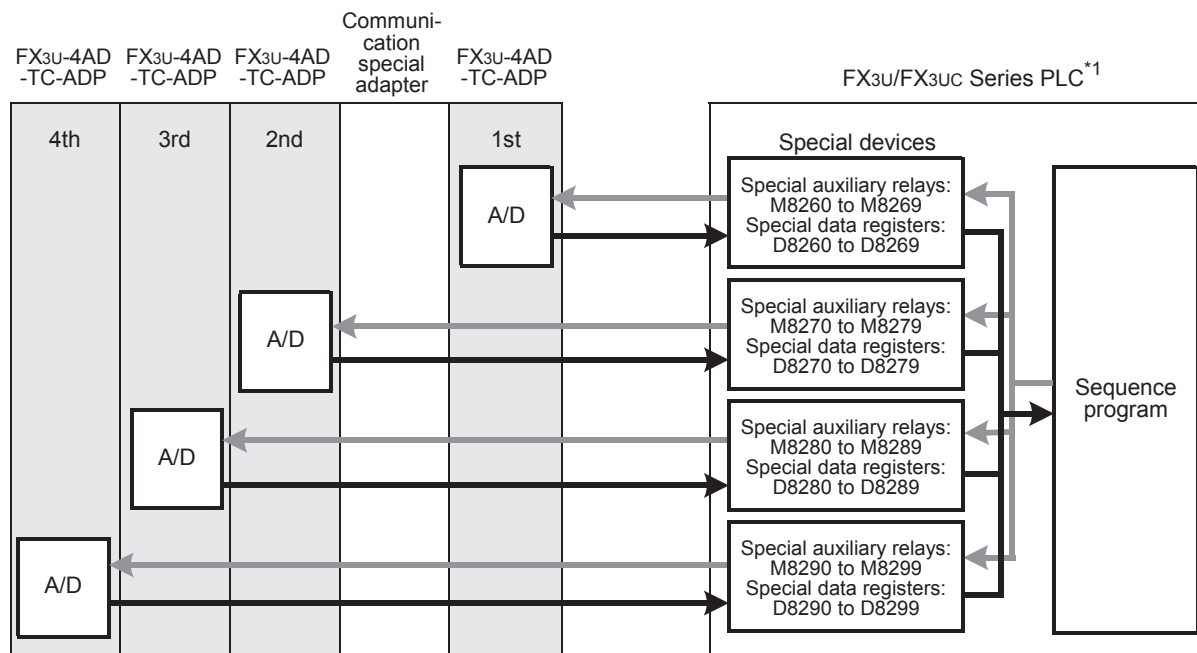 FX3U-4AD
-TC-ADP
FX3U-4AD
-TC-ADP
FX3U-4AD
-TC-ADP
Communi-
cation
special
adapter
FX3U-4AD
-TC-ADP
FX3U/FX3UC Series PLC*1
4th
3rd
2nd
1st
Special devices
A/D
Special auxiliary relays:
M8260 to M8269
Special data registers:
D8260 to D8269
A/D
Special auxiliary relays:
M8270 to M8279
Special data registers:
D8270 to D8279
Sequence
program
A/D
Special auxiliary relays:
M8280 to M8289
Special data registers:
D8280 to D8289
A/D
Special auxiliary relays:
M8290 to M8299
Special data registers:
D8290 to D8299